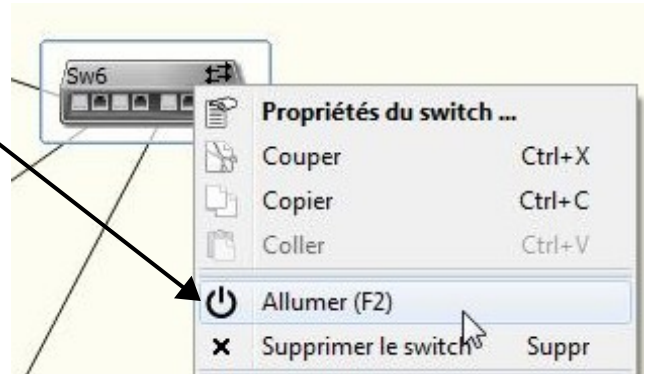 Sw6
Propriétés du switch ...
Couper Ctrl+X
Copier Ctrl+C
Coller Ctrl+V
Allumer (F2)
Supprimer le switch Suppr